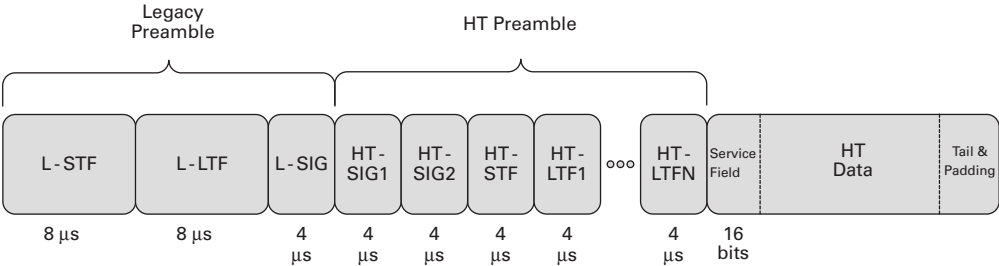 Legacy
Preamble
HT Preamble
L-STF
L-LTF
L-SIG
HT-
SIG1
HT-
SIG2
HT-
STF
HT-
LTF1
HT-
LTFN
Service
Field
HT
Data
Tail &
Padding
8 μs
8 μs
4
μs
4
μs
4
μs
4
μs
4
μs
4
μs
16
bits